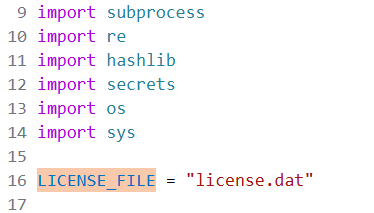 9 import subprocess
10 import re
11 import hashlib
12 import secrets
13 import os
14 import sys
15
16 LICENSE_FILE = "license.dat"
17